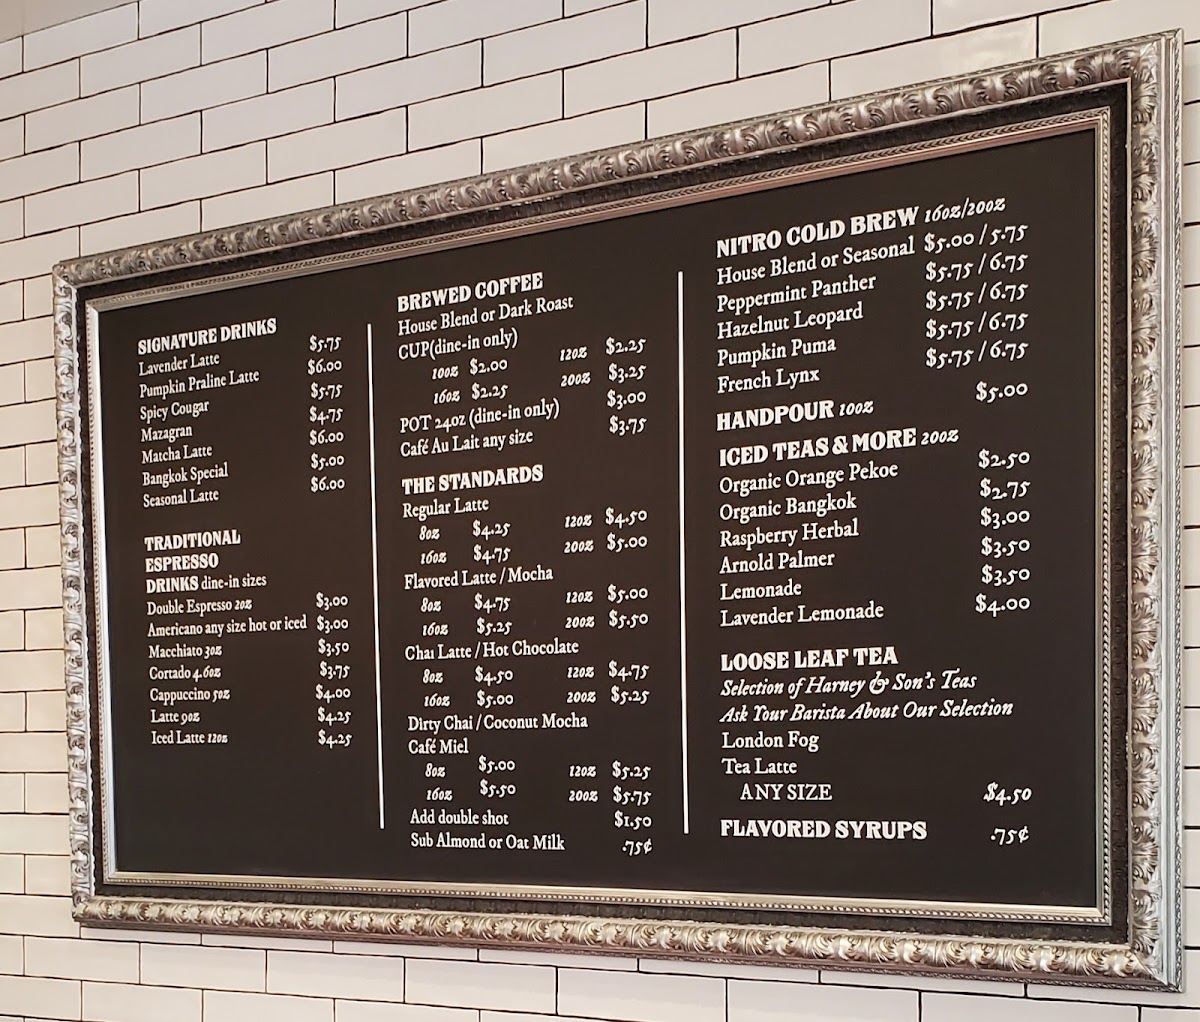 SIGNATURE DRINKS
Lavender Latte $5.75
Pumpkin Praline Latte $6.00
Spicy Cougar $5.75
Mazagran $4.75
Matcha Latte $6.00
Bangkok Special $5.00
Seasonal Latte $6.00
TRADITIONAL
ESPRESSO
DRINKS dine-in sizes
Double Espresso 2oz $3.00
Americano any size hot or iced $3.00
Macchiato 3oz $3.50
Cortado 4.6oz $3.75
Cappuccino 5oz $4.00
Latte 9oz $4.25
Iced Latte 12oz $4.25
BREWED COFFEE
House Blend or Dark Roast
CUP(dine-in only)
10oz $2.00 12oz $2.25
16oz $2.25 20oz $3.25
POT 24oz (dine-in only) $3.00
Café Au Lait any size $3.75
THE STANDARDS
Regular Latte
8oz $4.25 12oz $4.50
16oz $4.75 20oz $5.00
Flavored Latte / Mocha
8oz $4.75 12oz $5.00
16oz $5.25 20oz $5.50
Chai Latte / Hot Chocolate
8oz $4.50 12oz $4.75
16oz $5.00 20oz $5.25
Dirty Chai / Coconut Mocha
Café Miel
8oz $5.00 12oz $5.25
16oz $5.50 20oz $5.75
Add double shot $1.50
Sub Almond or Oat Milk .75¢
NITRO COLD BREW 16oz/20oz
House Blend or Seasonal $5.00 / 5.75
Peppermint Panther $5.75 / 6.75
Hazelnut Leopard $5.75 / 6.75
Pumpkin Puma $5.75 / 6.75
French Lynx $5.75 / 6.75
HANDPOUR 10oz $5.00
ICED TEAS & MORE 20oz
Organic Orange Pekoe $2.50
Organic Bangkok $2.75
Raspberry Herbal $3.00
Arnold Palmer $3.50
Lemonade $3.50
Lavender Lemonade $4.00
LOOSE LEAF TEA
Selection of Harney & Son's Teas
Ask Your Barista About Our Selection
London Fog
Tea Latte
ANY SIZE $4.50
FLAVORED SYRUPS .75¢